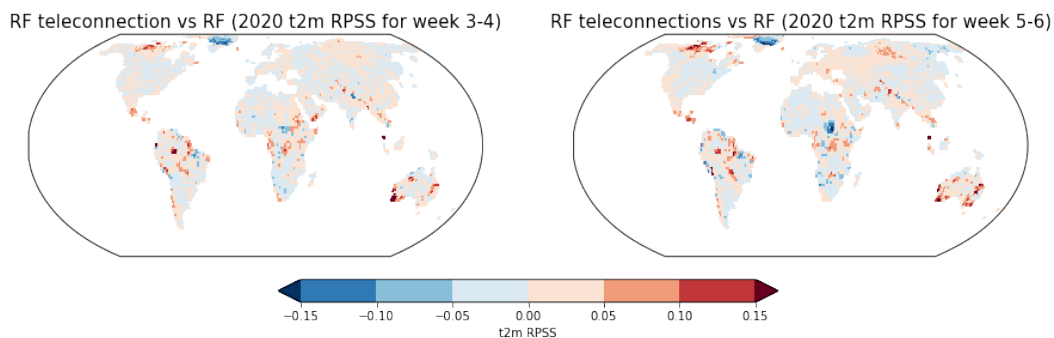 RF teleconnection vs RF (2020 t2m RPSS for week 3-4)
RF teleconnections vs RF (2020 t2m RPSS for week 5-6)
−0.15 −0.10 −0.05 0.00 0.05 0.10 0.15
t2m RPSS